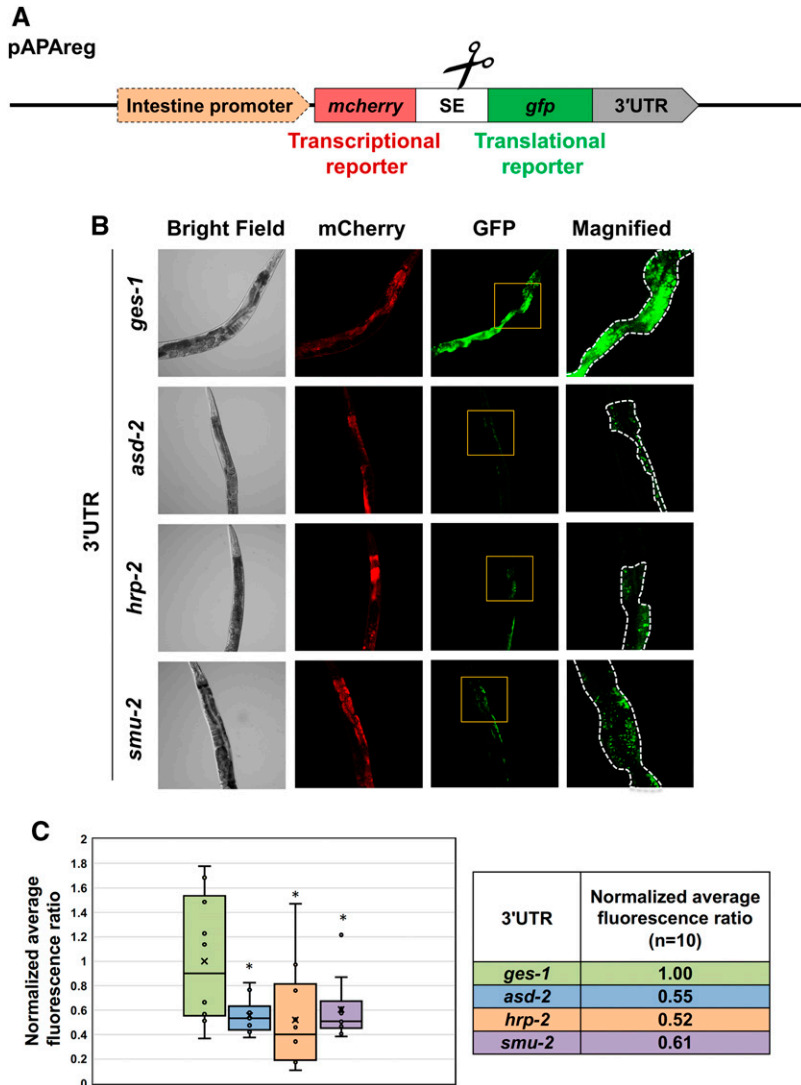 A
pAPAreg
Intestine promoter
mcherry
SE
gfp
3'UTR
Transcriptional
reporter
Translational
reporter
B
Bright Field
mCherry
GFP
Magnified
3'UTR
ges-1
asd-2
hrp-2
smu-2
C
Normalized average
fluorescence ratio
2
1.8
1.6
1.4
1.2
1
0.8
0.6
0.4
0.2
0
*
*
*
3'UTR
Normalized average
fluorescence ratio
(n=10)
ges-1 1.00
asd-2 0.55
hrp-2 0.52
smu-2 0.61